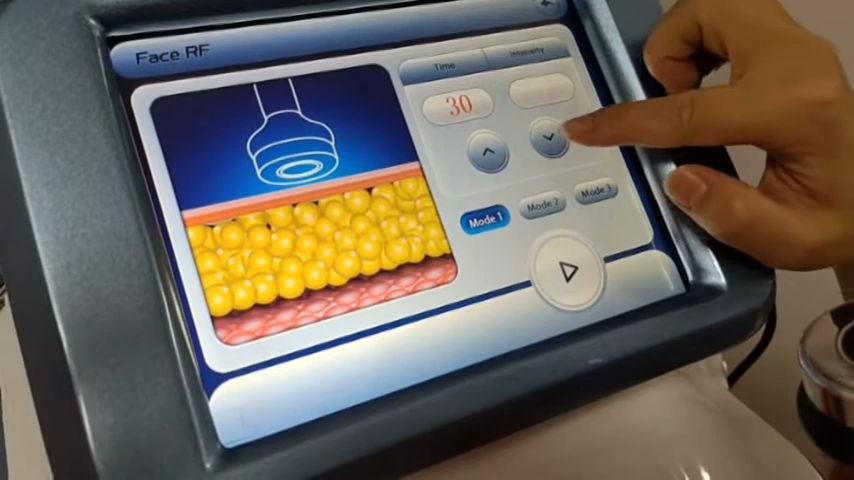 Face RF
Time
Intensity
30
Mode 1
Mode 2
Mode 3